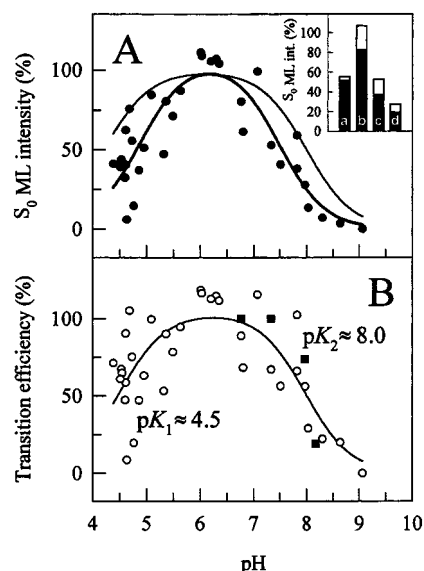 A
S₀ ML intensity (%)
100
50
0
S₀ ML int. (%)
100
80
60
40
20
0
a b c d
B
Transition efficiency (%)
100
50
0
pK₂≈8.0
pK₁≈4.5
4 5 6 7 8 9 10
pH